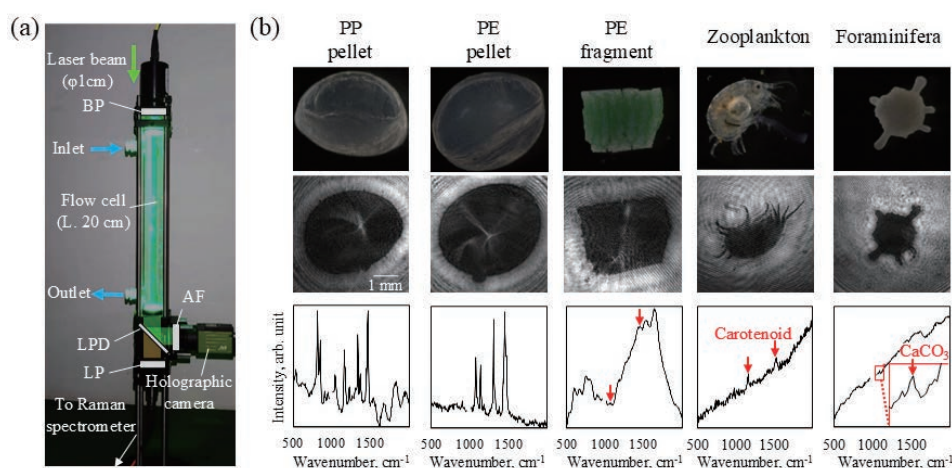 (a)
Laser beam
(φ1cm)
BP
Inlet
Flow cell
(L. 20 cm)
Outlet
AF
LPD
LP
Holographic
camera
To Raman
spectrometer
(b)
PP
pellet
PE
pellet
PE
fragment
Zooplankton
Foraminifera
1 mm
Intensity, arb. unit
Carotenoid
CaCO₃
500 1000 1500
500 1000 1500
500 1000 1500
500 1000 1500
500 1000 1500
Wavenumber, cm⁻¹
Wavenumber, cm⁻¹
Wavenumber, cm⁻¹
Wavenumber, cm⁻¹
Wavenumber, cm⁻¹